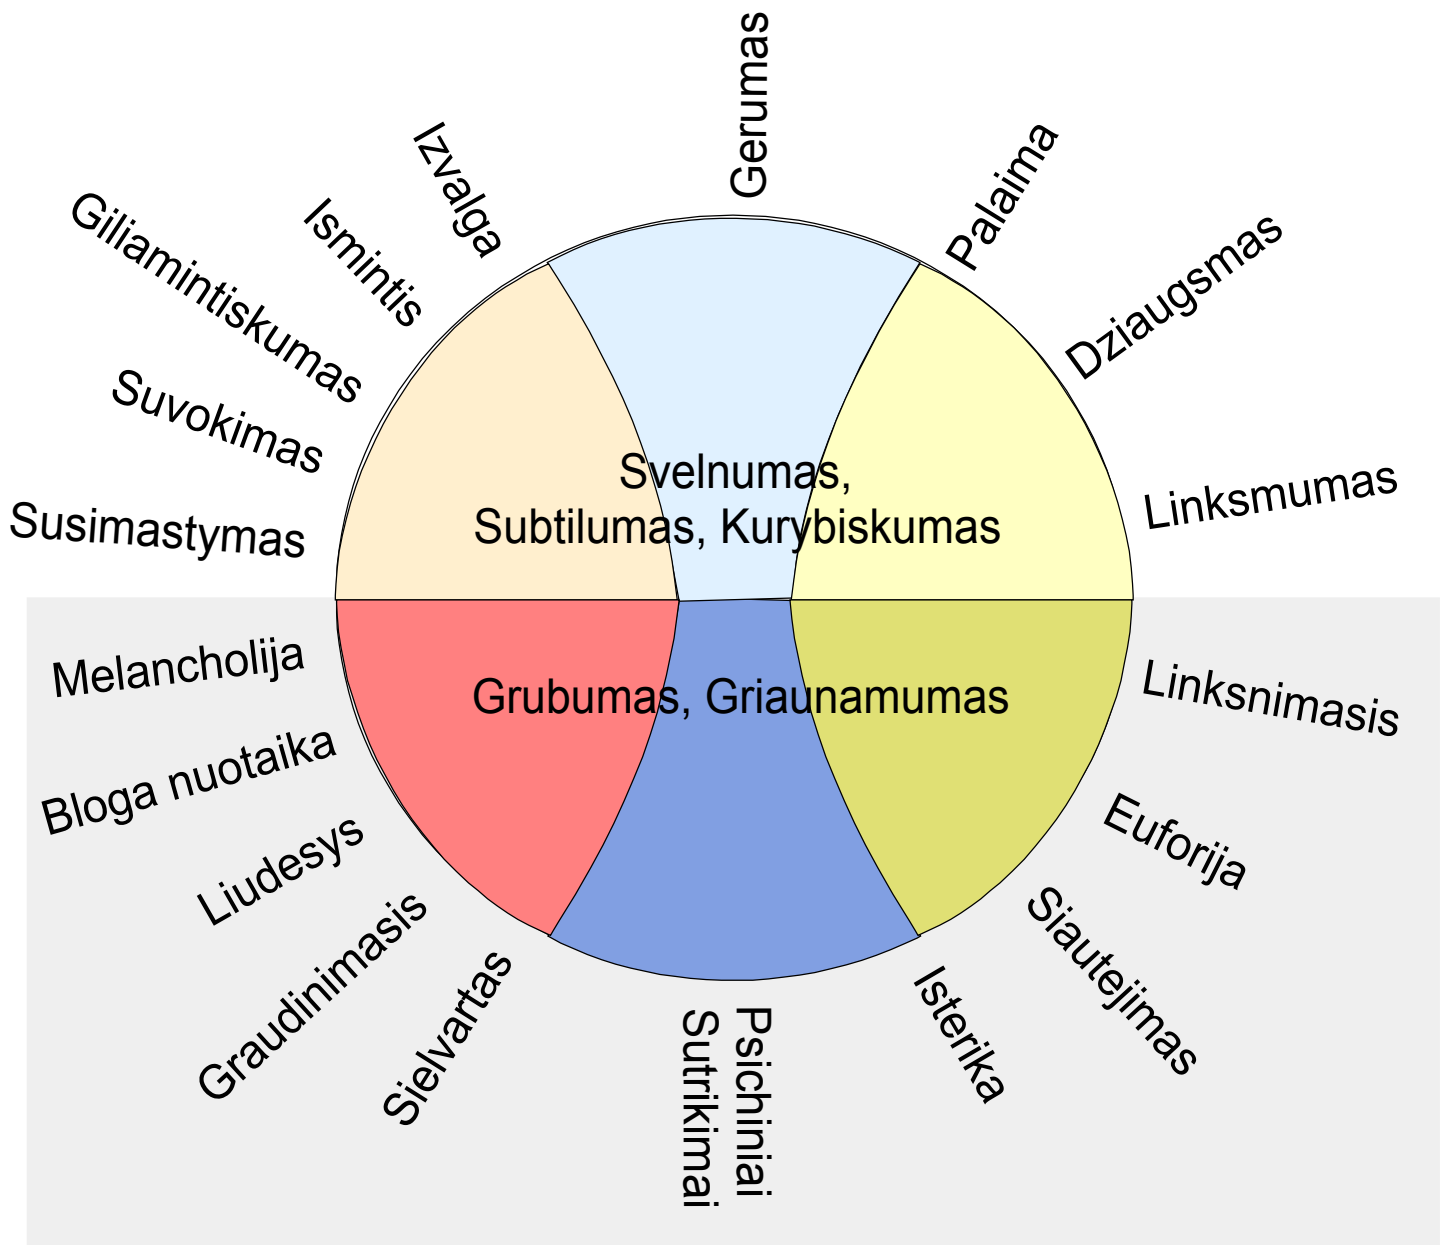 Gerumas
Izvalga
Palaima
Ismintis
Dziaugsmas
Giliamintiskumas
Suvokimas
Linksmumas
Susimastymas
Svelnumas,
Subtilumas, Kurybiskumas
Grubumas, Griaunamumas
Melancholija
Linksnimasis
Bloga nuotaika
Euforija
Liudesys
Siautejimas
Graudinimasis
Isterika
Sielvartas
Psichiniai
Sutrikimai